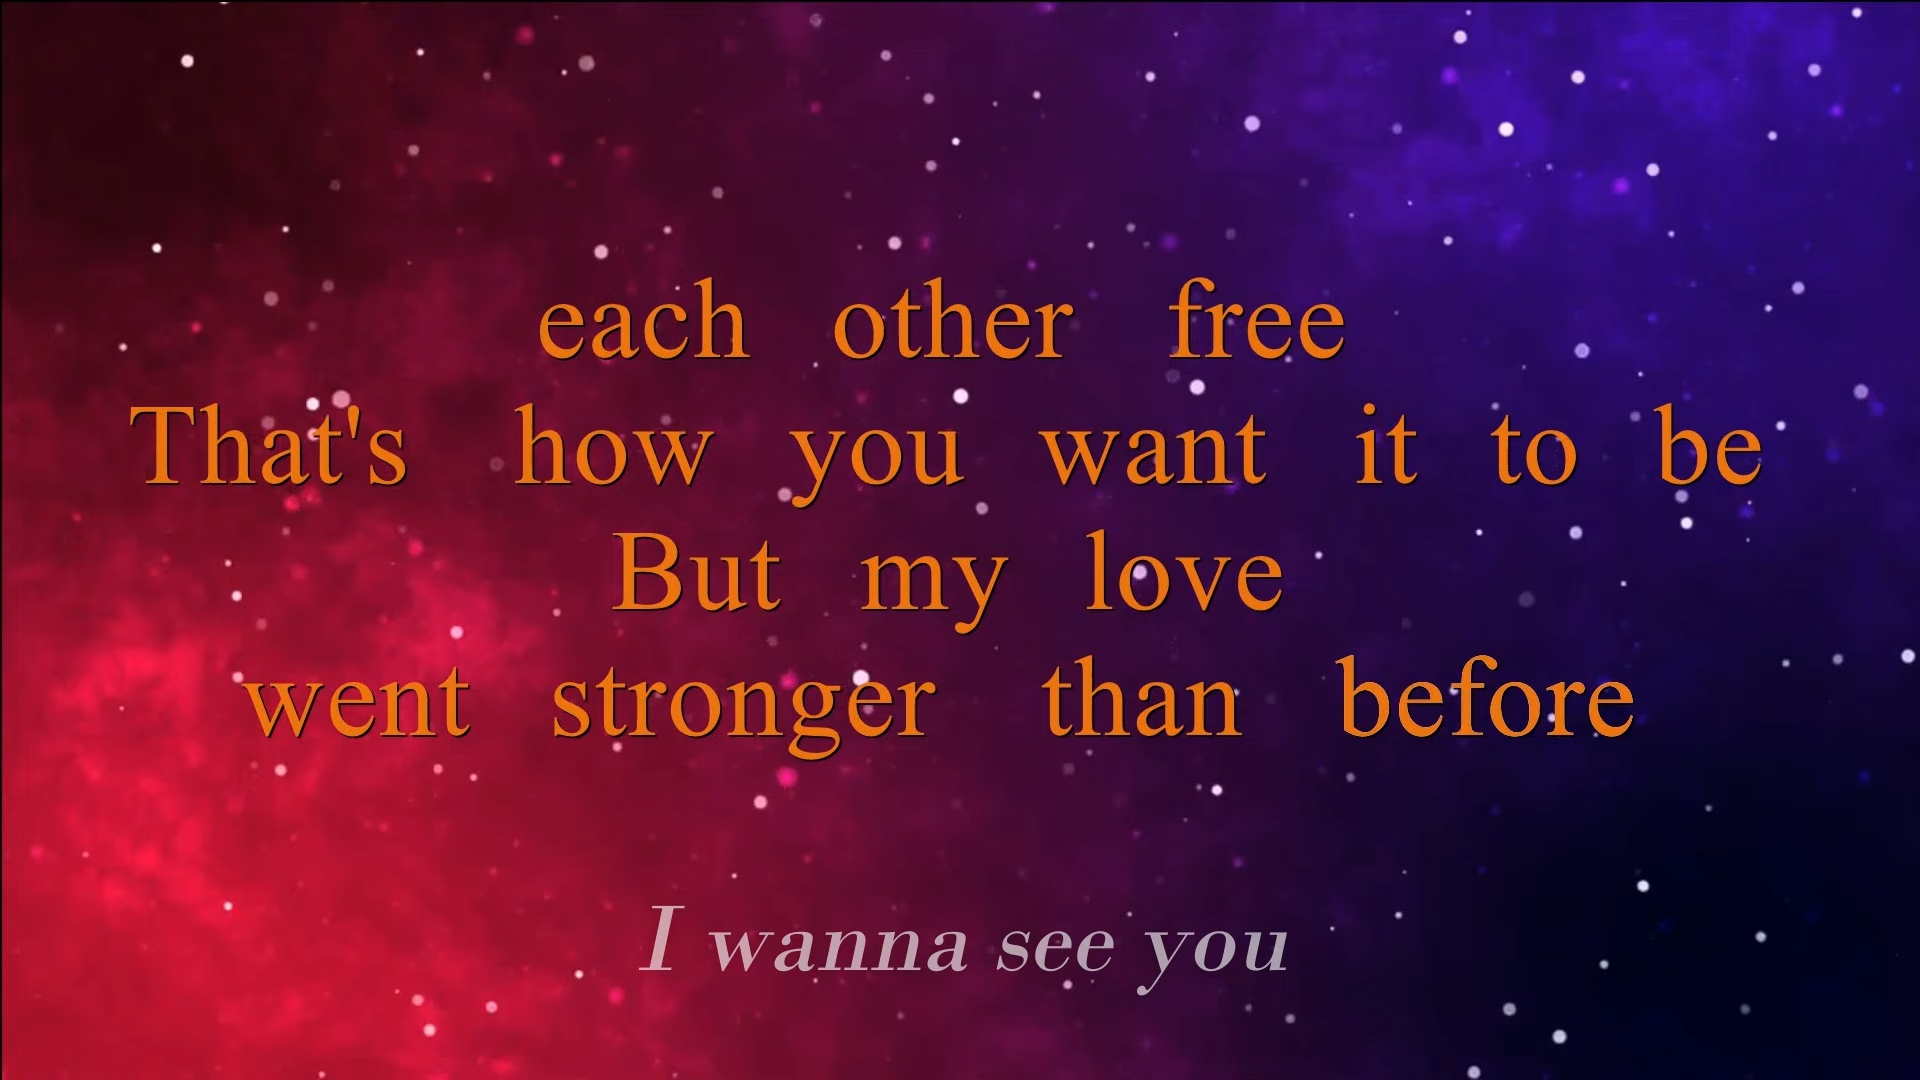 each other free
That's how you want it to be
But my love
went stronger than before
I wanna see you